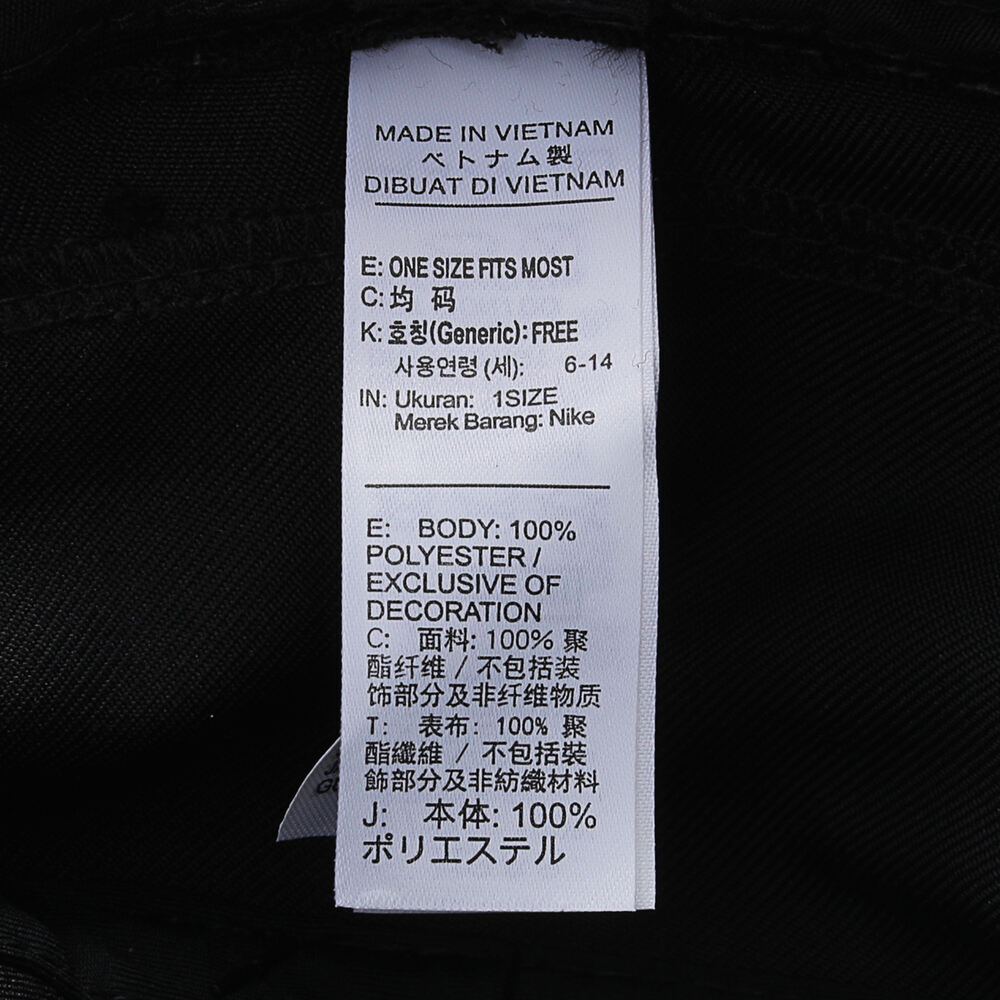 MADE IN VIETNAM
ベトナム製
DIBUAT DI VIETNAM
E: ONE SIZE FITS MOST
C: 均 码
K: 호칭(Generic): FREE
사용연령 (세): 6-14
IN: Ukuran: 1SIZE
Merek Barang: Nike
E: BODY: 100%
POLYESTER /
EXCLUSIVE OF
DECORATION
C: 面料: 100% 聚
酯纤维 / 不包括装
饰部分及非纤维物质
T: 表布: 100% 聚
酯纖維 / 不包括裝
飾部分及非紡織材料
J: 本体: 100%
ポリエステル